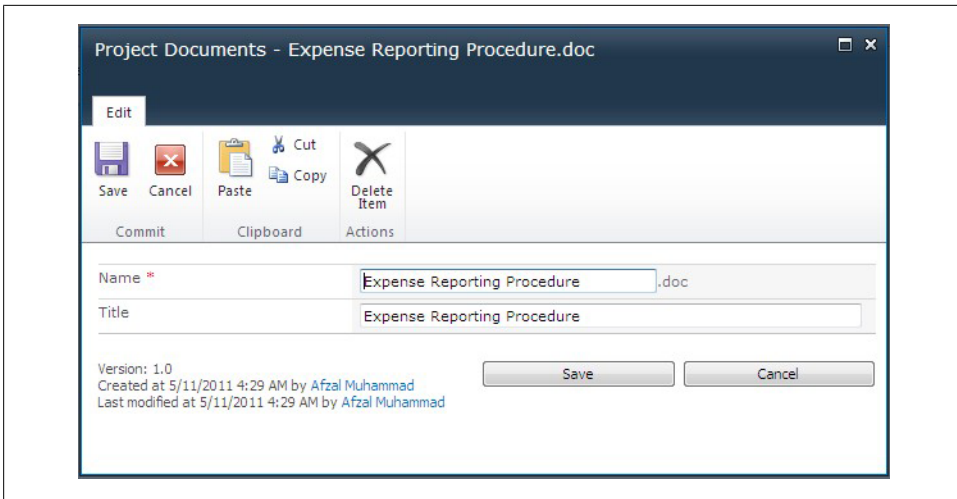 Project Documents - Expense Reporting Procedure.doc
Edit
Save Cancel Paste Cut Copy Delete Item
Commit Clipboard Actions
Name * Expense Reporting Procedure .doc
Title Expense Reporting Procedure
Version: 1.0
Created at 5/11/2011 4:29 AM by Afzal Muhammad
Last modified at 5/11/2011 4:29 AM by Afzal Muhammad
Save Cancel